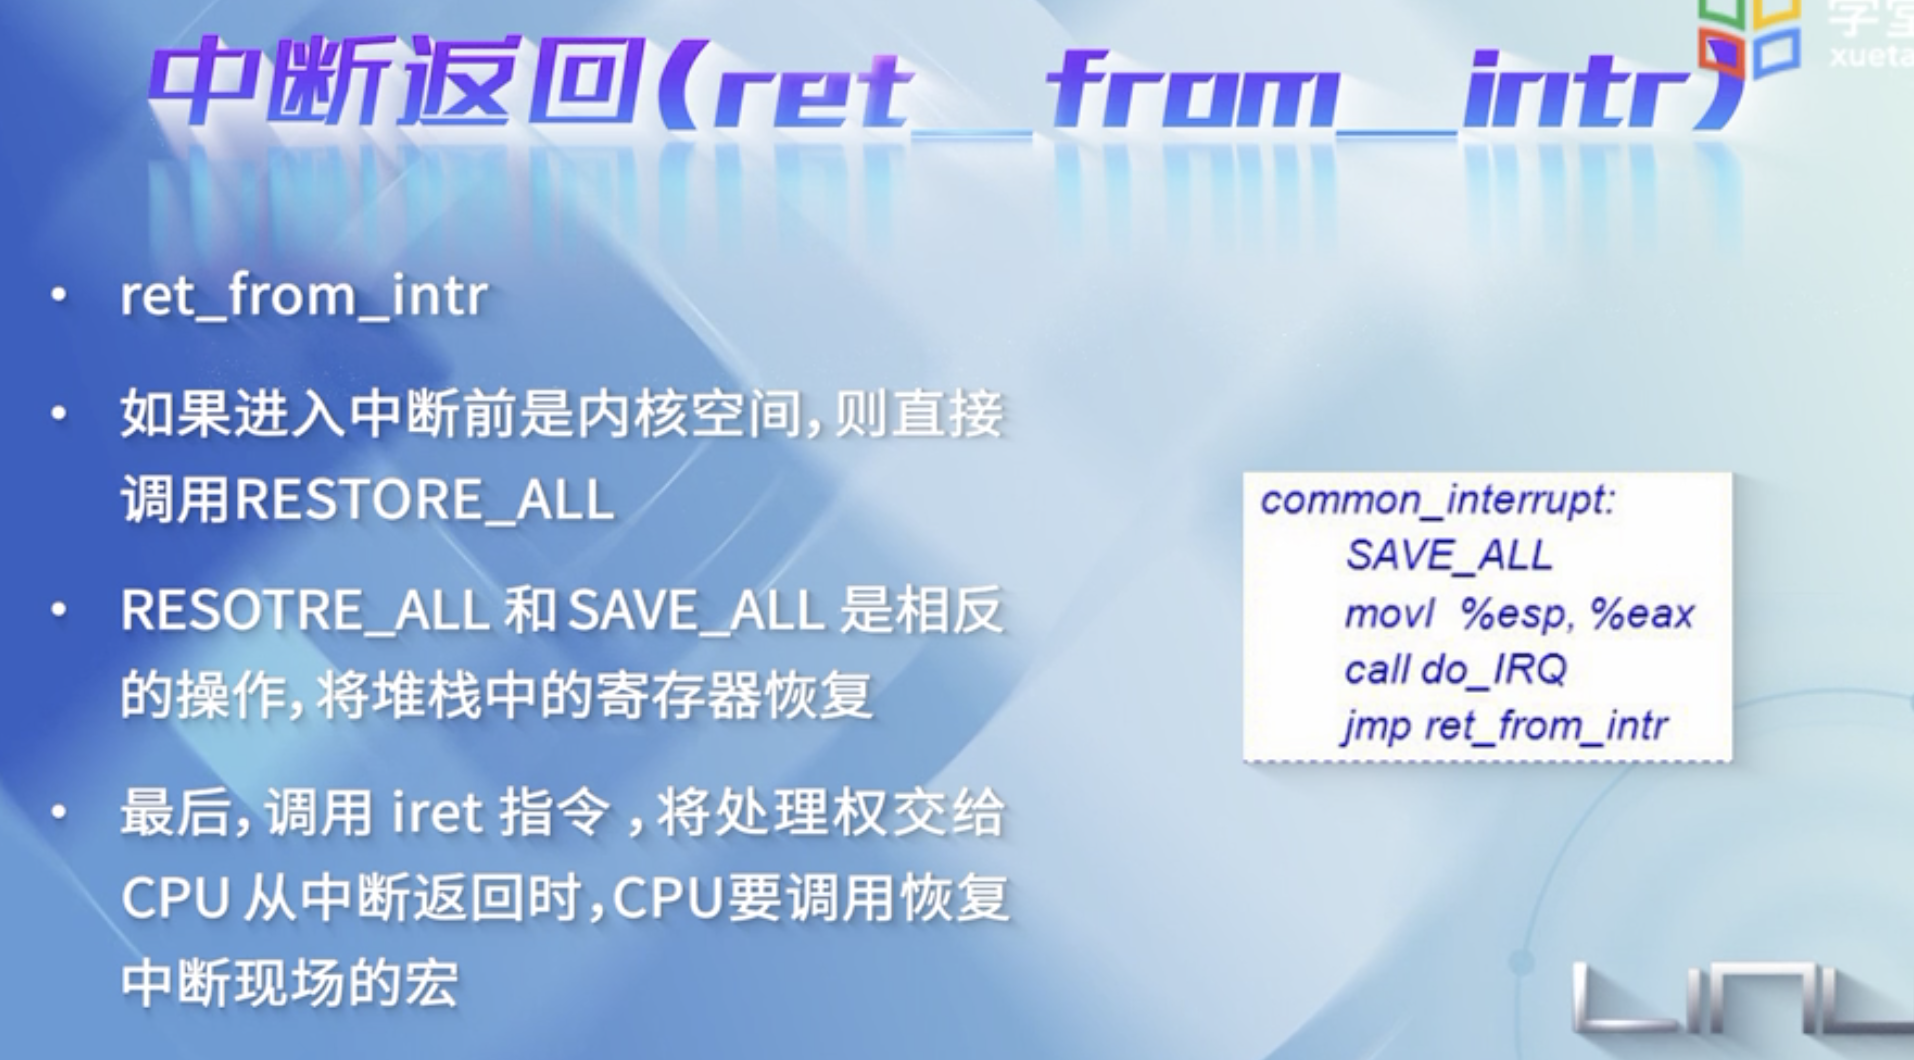 中断返回(ret__from__intr)
学堂
xueta
• ret_from_intr
• 如果进入中断前是内核空间,则直接
调用RESTORE_ALL
• RESOTRE_ALL 和 SAVE_ALL 是相反
的操作,将堆栈中的寄存器恢复
• 最后,调用 iret 指令 ,将处理权交给
CPU 从中断返回时,CPU要调用恢复
中断现场的宏
common_interrupt:
SAVE_ALL
movl %esp, %eax
call do_IRQ
jmp ret_from_intr